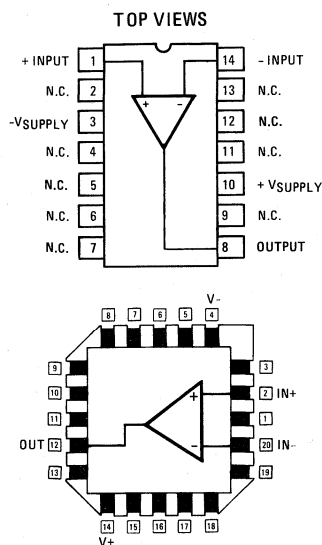 TOP VIEWS
+ INPUT 1 14 - INPUT
N.C. 2 13 N.C.
+ -
-VSUPPLY 3 12 N.C.
N.C. 4 11 N.C.
N.C. 5 10 + VSUPPLY
N.C. 6 9 N.C.
N.C. 7 8 OUTPUT
V-
8 7 6 5 4
9 3
10 + 2 IN+
11 1
OUT 12 - 20 IN-
13 19
14 15 16 17 18
V+